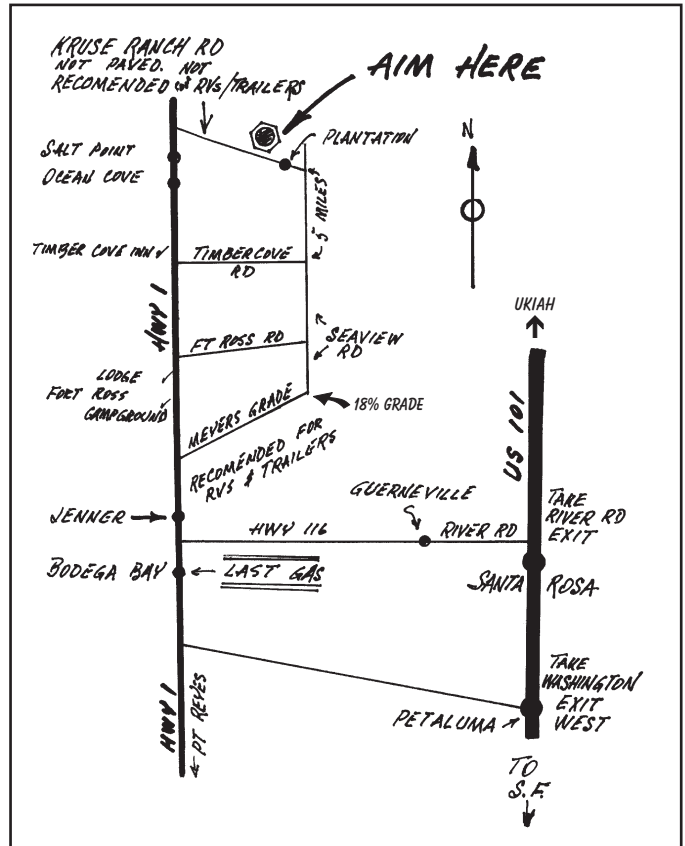 KRUSE RANCH RD
NOT PAVED. NOT
RECOMENDED for RVs/TRAILERS
AIM HERE
PLANTATION
N
SALT POINT
OCEAN COVE
5 MILES
TIMBER COVE INN
TIMBERCOVE
RD
HWY 1
UKIAH
FT ROSS RD
SEAVIEW
RD
LODGE
FORT ROSS
CAMPGROUND
MEYERS GRADE
18% GRADE
RECOMENDED FOR
RVS & TRAILERS
US 101
GUERNEVILLE
TAKE
RIVER RD
EXIT
JENNER
HWY 116
RIVER RD
BODEGA BAY
LAST GAS
SANTA ROSA
TAKE
WASHINGTON
EXIT
WEST
PETALUMA
HWY 1
PT REYES
TO
S.F.